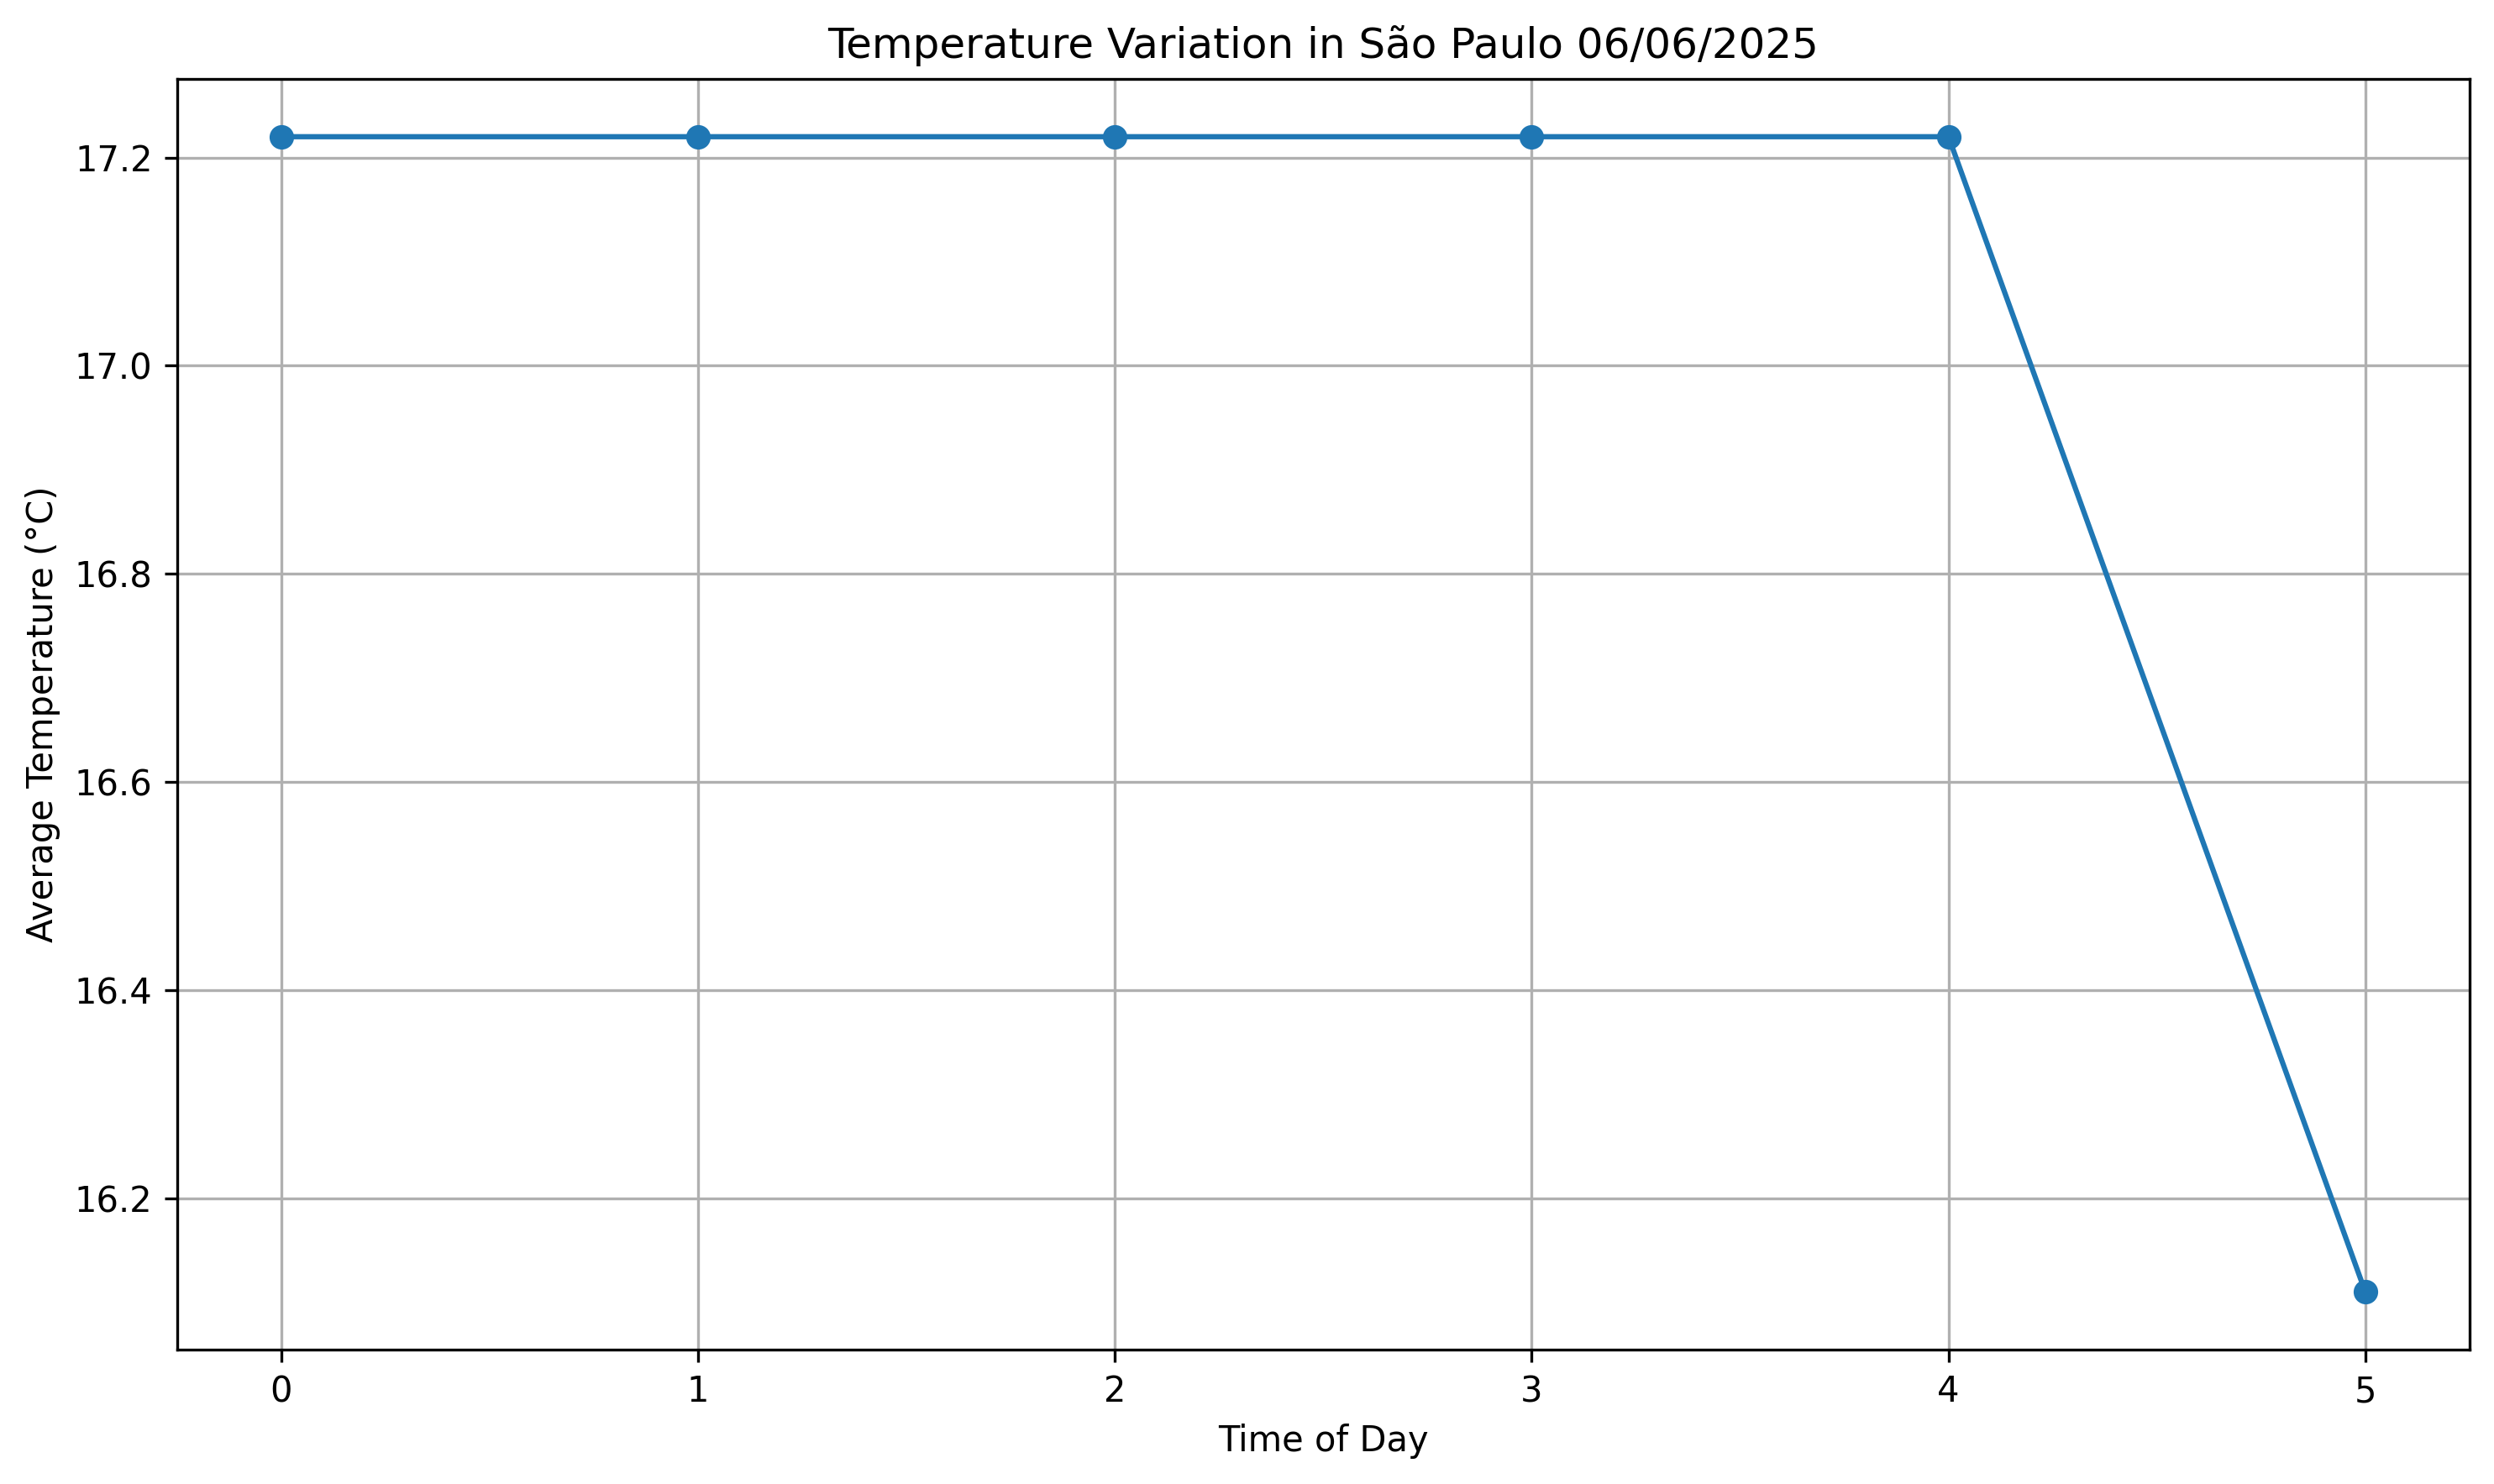 Temperature Variation in São Paulo 06/06/2025
Average Temperature (°C)
17.2
17.0
16.8
16.6
16.4
16.2
0 1 2 3 4 5
Time of Day